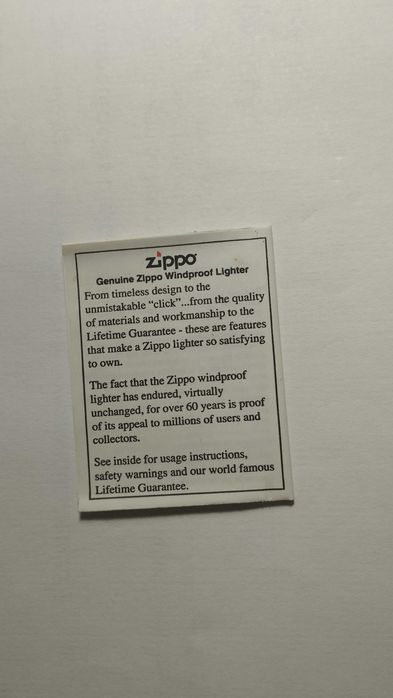 zippo
Genuine Zippo Windproof Lighter
From timeless design to the
unmistakable “click”...from the quality
of materials and workmanship to the
Lifetime Guarantee - these are features
that make a Zippo lighter so satisfying
to own.
The fact that the Zippo windproof
lighter has endured, virtually
unchanged, for over 60 years is proof
of its appeal to millions of users and
collectors.
See inside for usage instructions,
safety warnings and our world famous
Lifetime Guarantee.